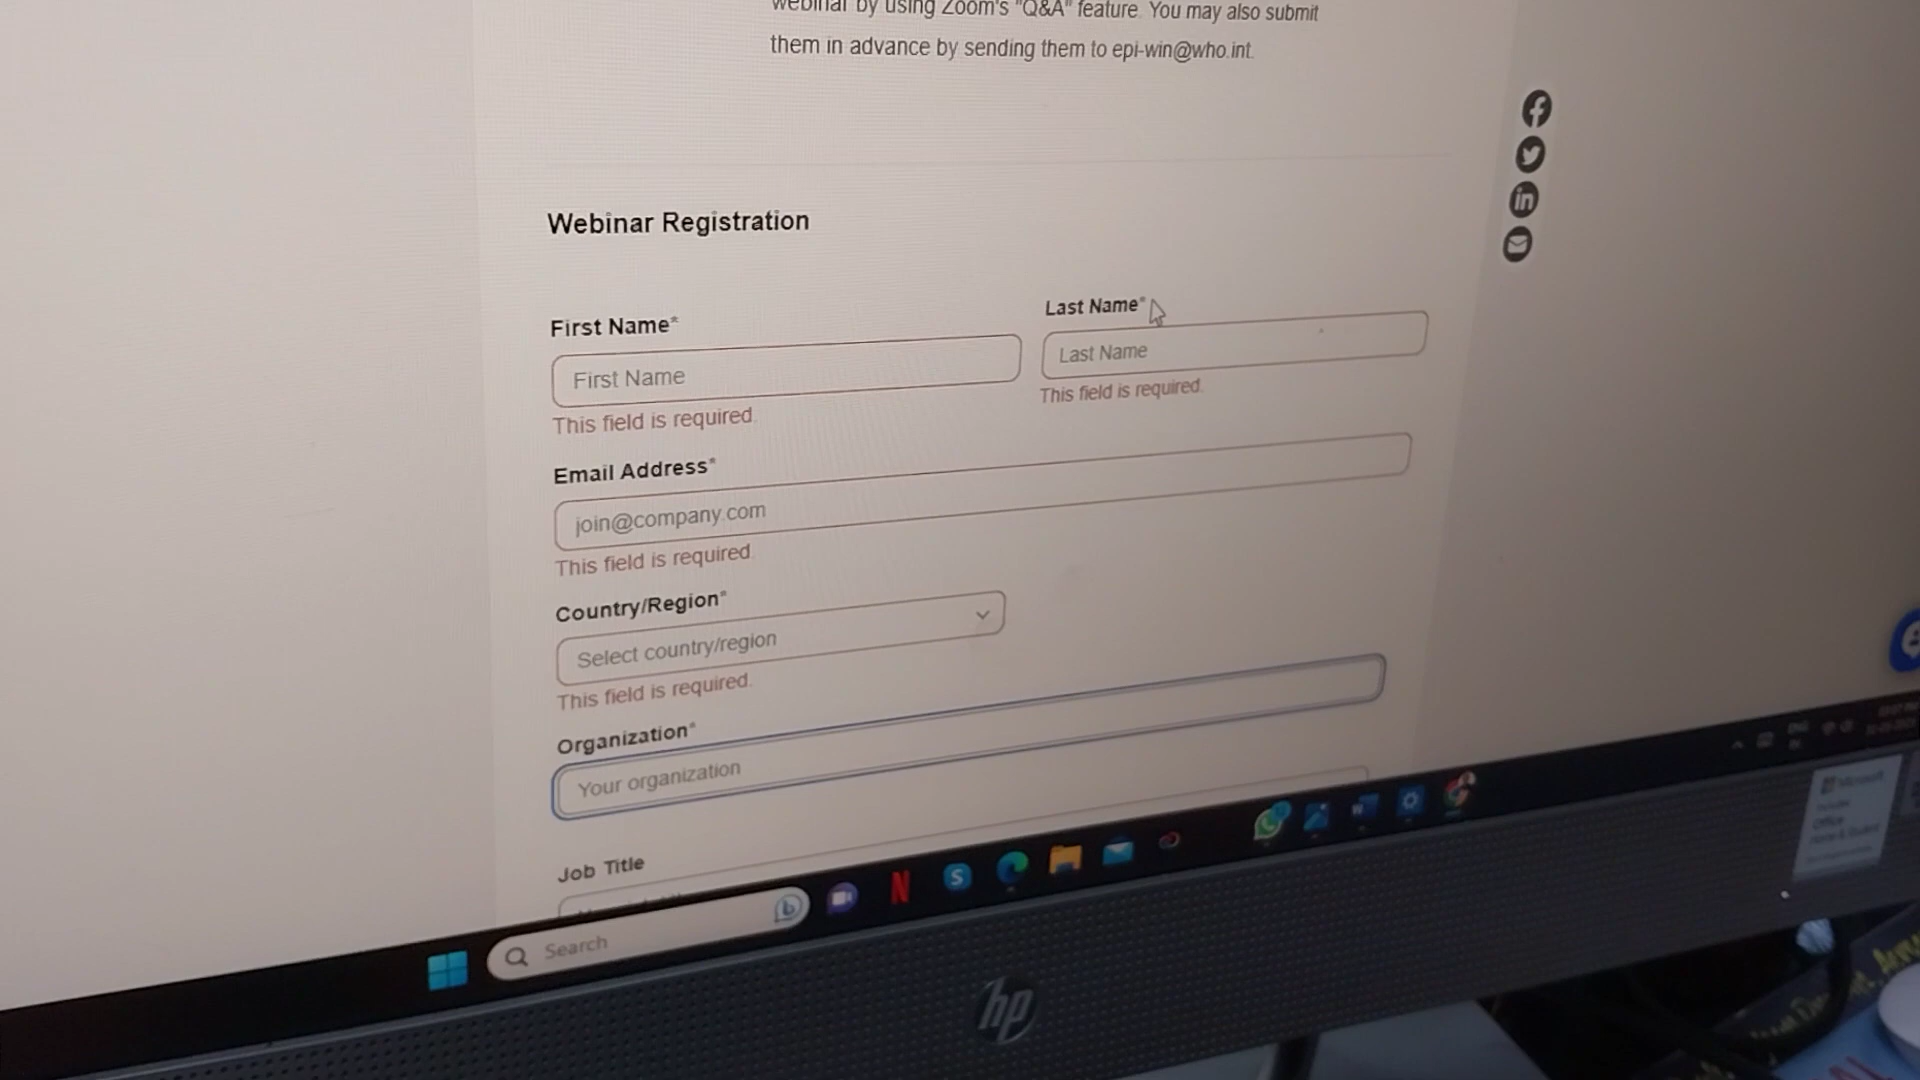 webinar by using Zoom's "Q&A" feature. You may also submit
them in advance by sending them to epi-win@who.int.
Webinar Registration
First Name*
Last Name*
First Name
Last Name
This field is required.
This field is required.
Email Address*
join@company.com
This field is required.
Country/Region*
Select country/region
This field is required.
Organization*
Your organization
Job Title
Search
hp
Microsoft
Office